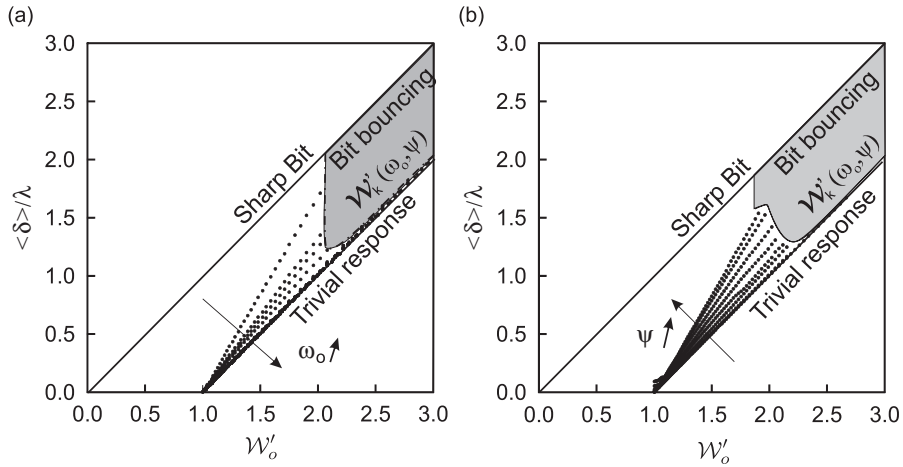 (a)
3.0
2.5
2.0
1.5
1.0
0.5
0.0
<δ>/λ
Sharp Bit
Bit bouncing
𝒲'ₖ(ωₒ,ψ)
Trivial response
ωₒ
0.0 0.5 1.0 1.5 2.0 2.5 3.0
𝒲'ₒ
(b)
3.0
2.5
2.0
1.5
1.0
0.5
0.0
<δ>/λ
Sharp Bit
Bit bouncing
𝒲'ₖ(ωₒ,ψ)
Trivial response
ψ
0.0 0.5 1.0 1.5 2.0 2.5 3.0
𝒲'ₒ